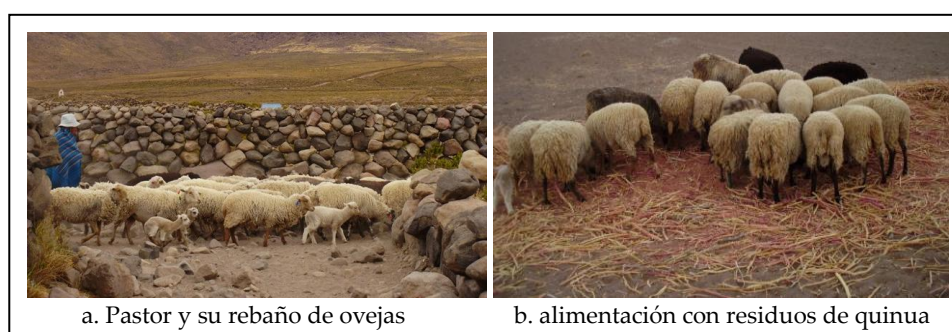 a. Pastor y su rebaño de ovejas
b. alimentación con residuos de quinua